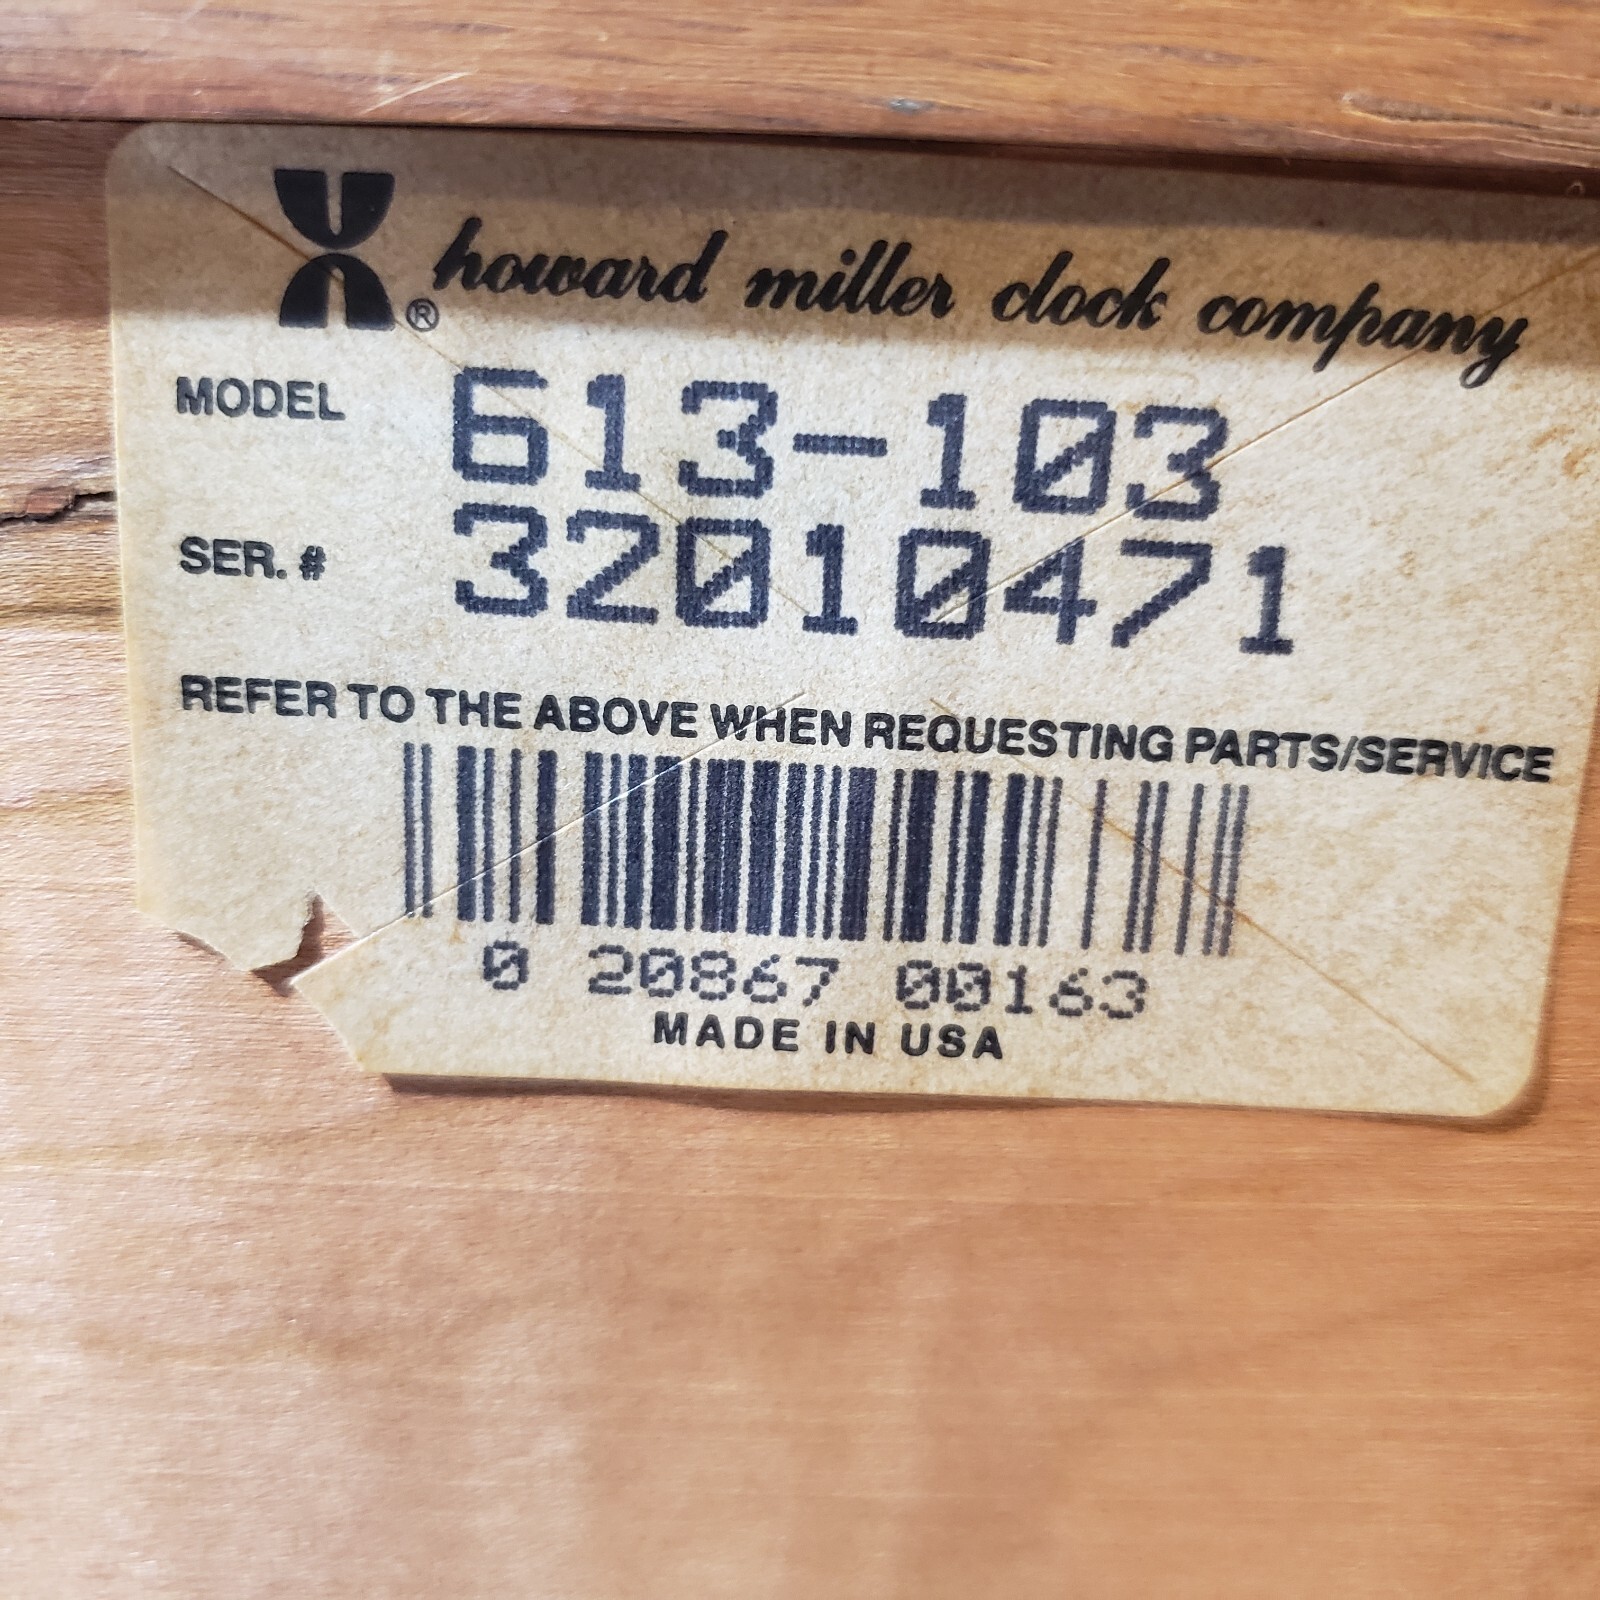 ® howard miller clock company
MODEL 613-103
SER. # 32010471
REFER TO THE ABOVE WHEN REQUESTING PARTS/SERVICE
0 20867 00163
MADE IN USA